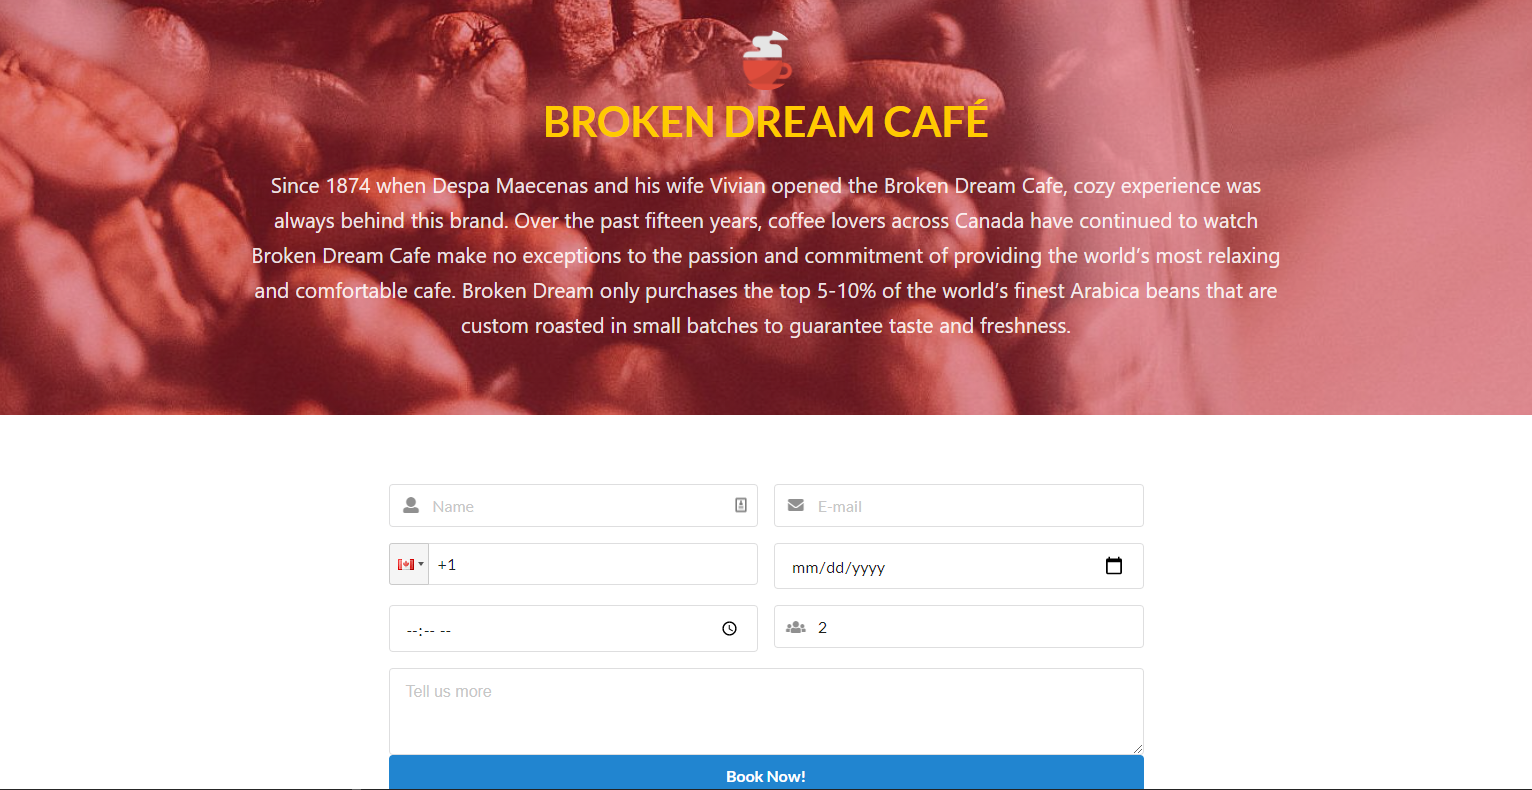 BROKEN DREAM CAFÉ
Since 1874 when Despa Maecenas and his wife Vivian opened the Broken Dream Cafe, cozy experience was
always behind this brand. Over the past fifteen years, coffee lovers across Canada have continued to watch
Broken Dream Cafe make no exceptions to the passion and commitment of providing the world’s most relaxing
and comfortable cafe. Broken Dream only purchases the top 5-10% of the world’s finest Arabica beans that are
custom roasted in small batches to guarantee taste and freshness.
Name
E-mail
+1
mm/dd/yyyy
--:-- --
2
Tell us more
Book Now!